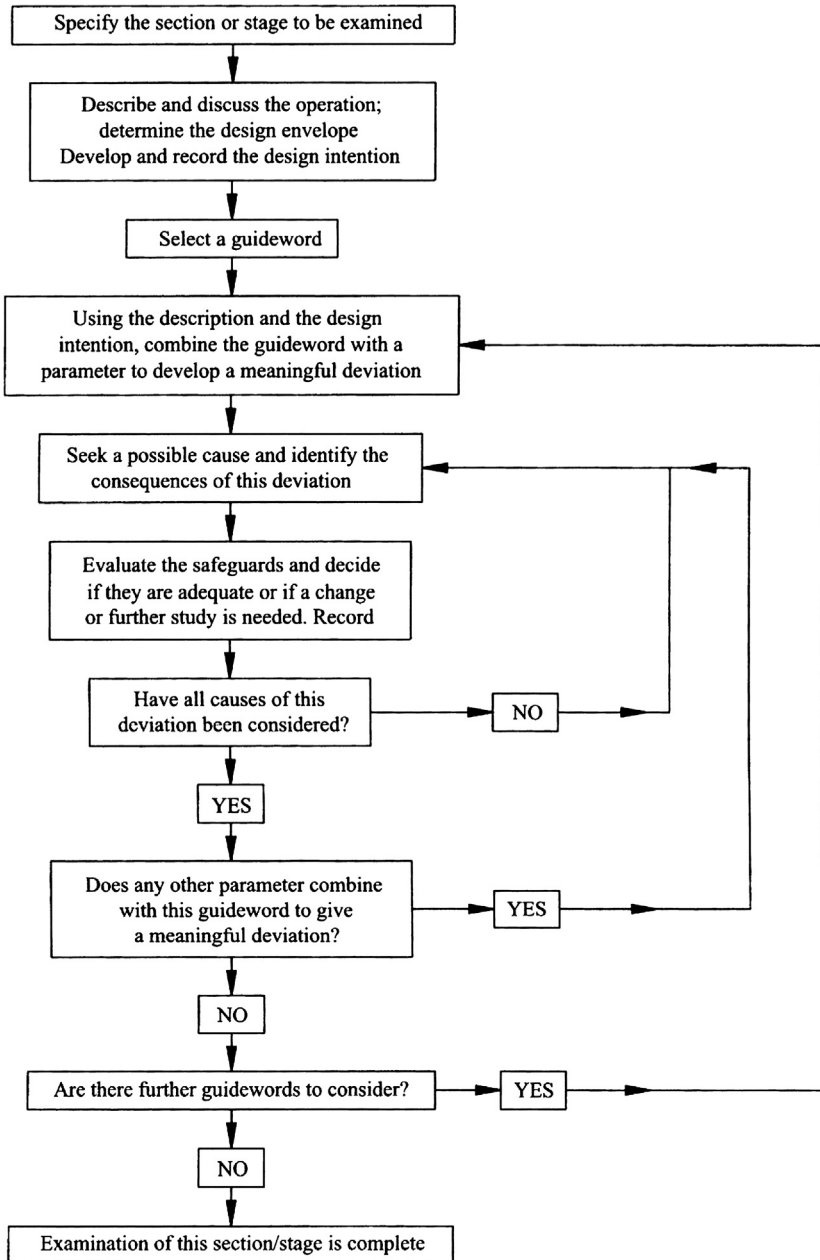 Specify the section or stage to be examined
Describe and discuss the operation;
determine the design envelope
Develop and record the design intention
Select a guideword
Using the description and the design
intention, combine the guideword with a
parameter to develop a meaningful deviation
Seek a possible cause and identify the
consequences of this deviation
Evaluate the safeguards and decide
if they are adequate or if a change
or further study is needed. Record
Have all causes of this
deviation been considered?
NO
YES
Does any other parameter combine
with this guideword to give
a meaningful deviation?
YES
NO
Are there further guidewords to consider?
YES
NO
Examination of this section/stage is complete